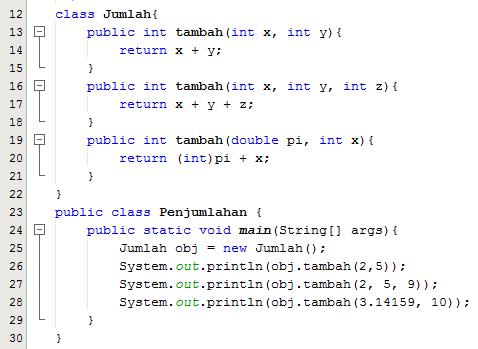 12 class Jumlah{
13 public int tambah(int x, int y){
14 return x + y;
15 }
16 public int tambah(int x, int y, int z){
17 return x + y + z;
18 }
19 public int tambah(double pi, int x){
20 return (int)pi + x;
21 }
22 }
23 public class Penjumlahan {
24 public static void main(String[] args){
25 Jumlah obj = new Jumlah();
26 System.out.println(obj.tambah(2,5));
27 System.out.println(obj.tambah(2, 5, 9));
28 System.out.println(obj.tambah(3.14159, 10));
29 }
30 }